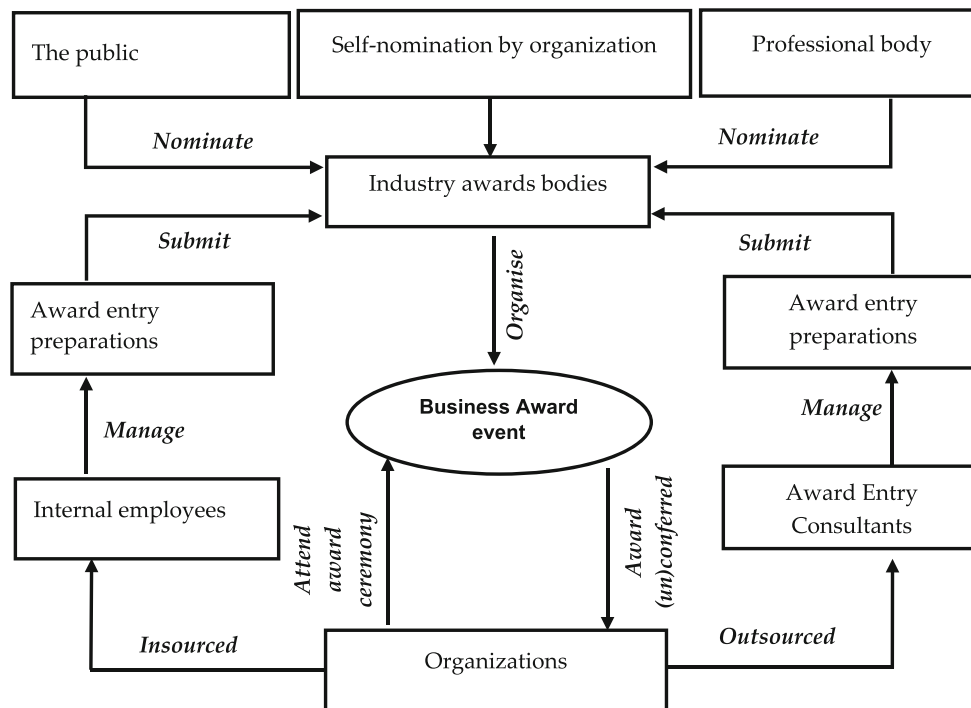 The public
Self-nomination by organization
Professional body
Nominate
Nominate
Industry awards bodies
Submit
Submit
Organise
Award entry
preparations
Award entry
preparations
Business Award
event
Manage
Manage
Internal employees
Award Entry
Consultants
Attend
award
ceremony
Award
(un)conferred
Insourced
Outsourced
Organizations